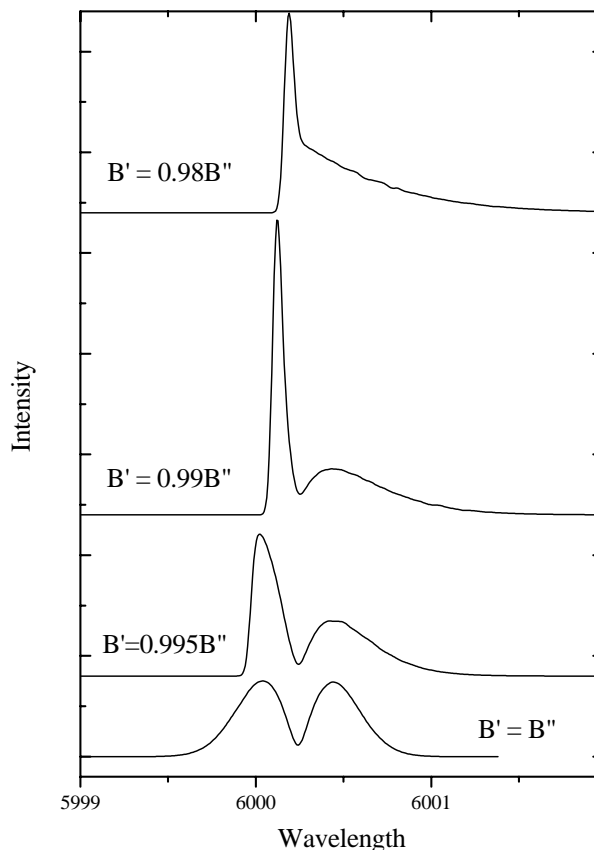 B' = 0.98B"
B' = 0.99B"
B'=0.995B"
B' = B"
Intensity
5999
6000
6001
Wavelength